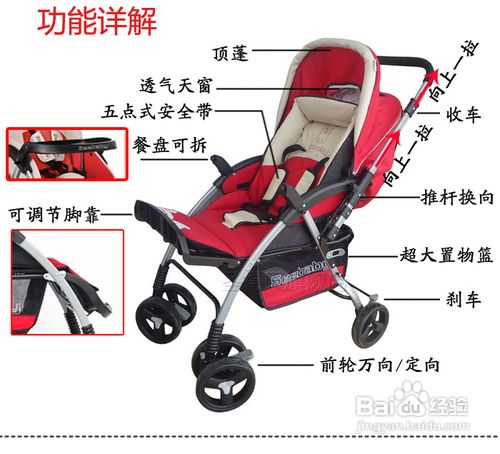 功能详解
顶蓬
透气天窗
五点式安全带
餐盘可拆
向上一拉
收车
向上一拉
推杆换向
Seebaby
可调节脚靠
超大置物篮
Seebaby
刹车
前轮万向/定向
Baidu经验
jingyan.baidu.com